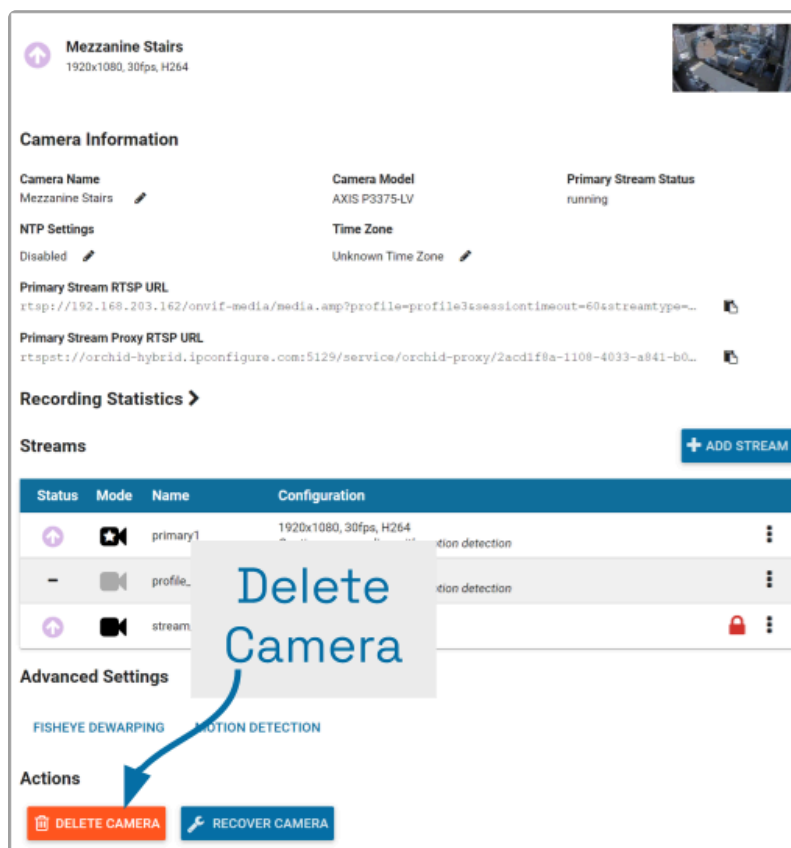 Mezzanine Stairs
1920x1080, 30fps, H264
Camera Information
Camera Name Camera Model Primary Stream Status
Mezzanine Stairs AXIS P3375-LV running
NTP Settings Time Zone
Disabled Unknown Time Zone
Primary Stream RTSP URL
rtsp://192.168.203.162/onvif-media/media.amp?profile=profile3&sessiontimeout=60&streamtype=…
Primary Stream Proxy RTSP URL
rtspst://orchid-hybrid.ipconfigure.com:5129/service/orchid-proxy/2acd1f8a-1108-4033-a841-b0…
Recording Statistics
Streams
ADD STREAM
Status Mode Name Configuration
primary1 1920x1080, 30fps, H264
detection
profile_ detection
stream
Delete
Camera
Advanced Settings
FISHEYE DEWARPING MOTION DETECTION
Actions
DELETE CAMERA RECOVER CAMERA